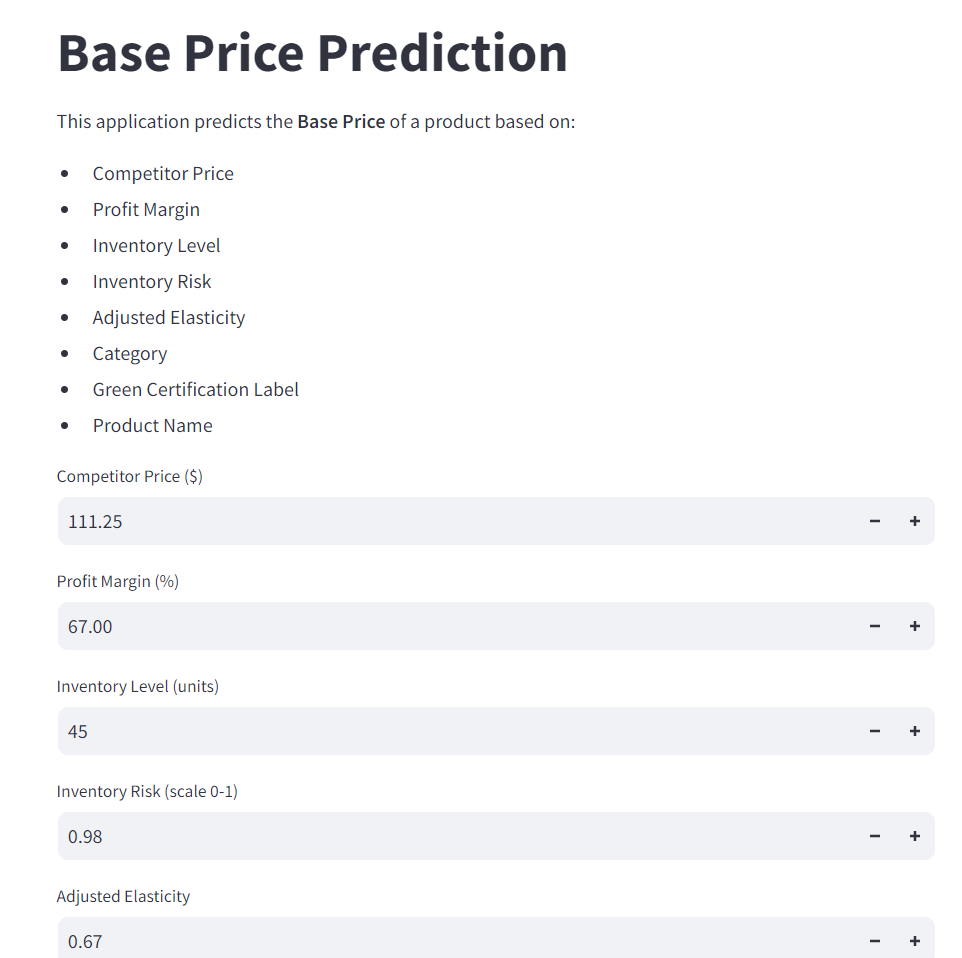 Base Price Prediction
This application predicts the Base Price of a product based on:
• Competitor Price
• Profit Margin
• Inventory Level
• Inventory Risk
• Adjusted Elasticity
• Category
• Green Certification Label
• Product Name
Competitor Price ($)
111.25 − +
Profit Margin (%)
67.00 − +
Inventory Level (units)
45 − +
Inventory Risk (scale 0-1)
0.98 − +
Adjusted Elasticity
0.67 − +